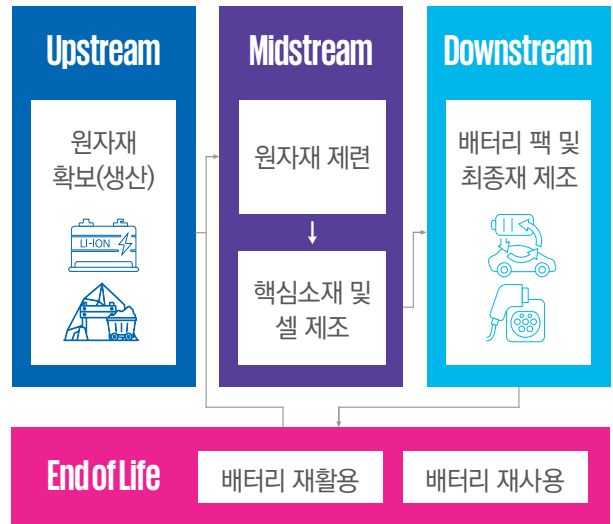 Upstream
원자재
확보(생산)
LI-ION
Midstream
원자재 제련
핵심소재 및
셀 제조
Downstream
배터리 팩 및
최종재 제조
End of Life
배터리 재활용
배터리 재사용